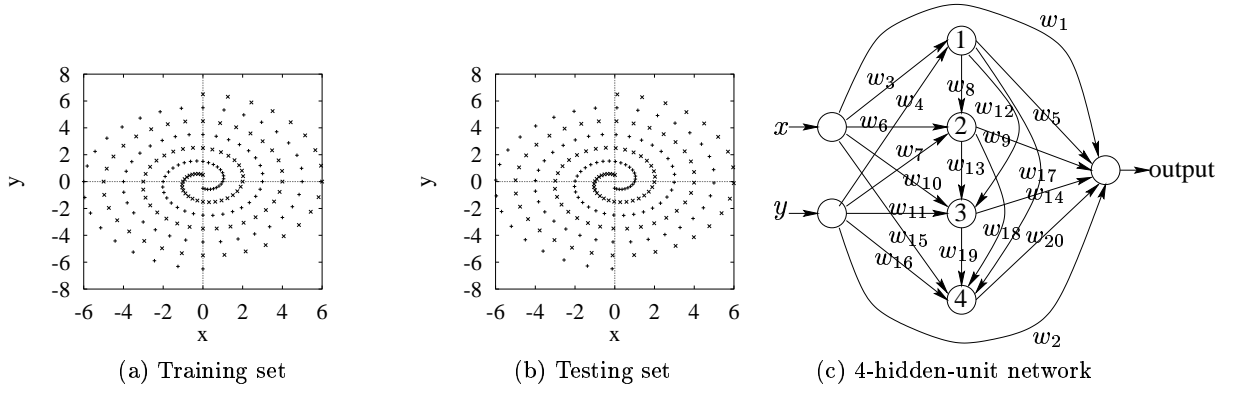 8
6
4
2
0
-2
-4
-6
-8
y
-6 -4 -2 0 2 4 6
x
(a) Training set
8
6
4
2
0
-2
-4
-6
-8
y
-6 -4 -2 0 2 4 6
x
(b) Testing set
w1
1
w3
w8
w4
w12
w5
x
w6
2
w9
w7
w13
w17
output
w10
w14
y
w11
3
w15
w18
w20
w16
w19
4
w2
(c) 4-hidden-unit network